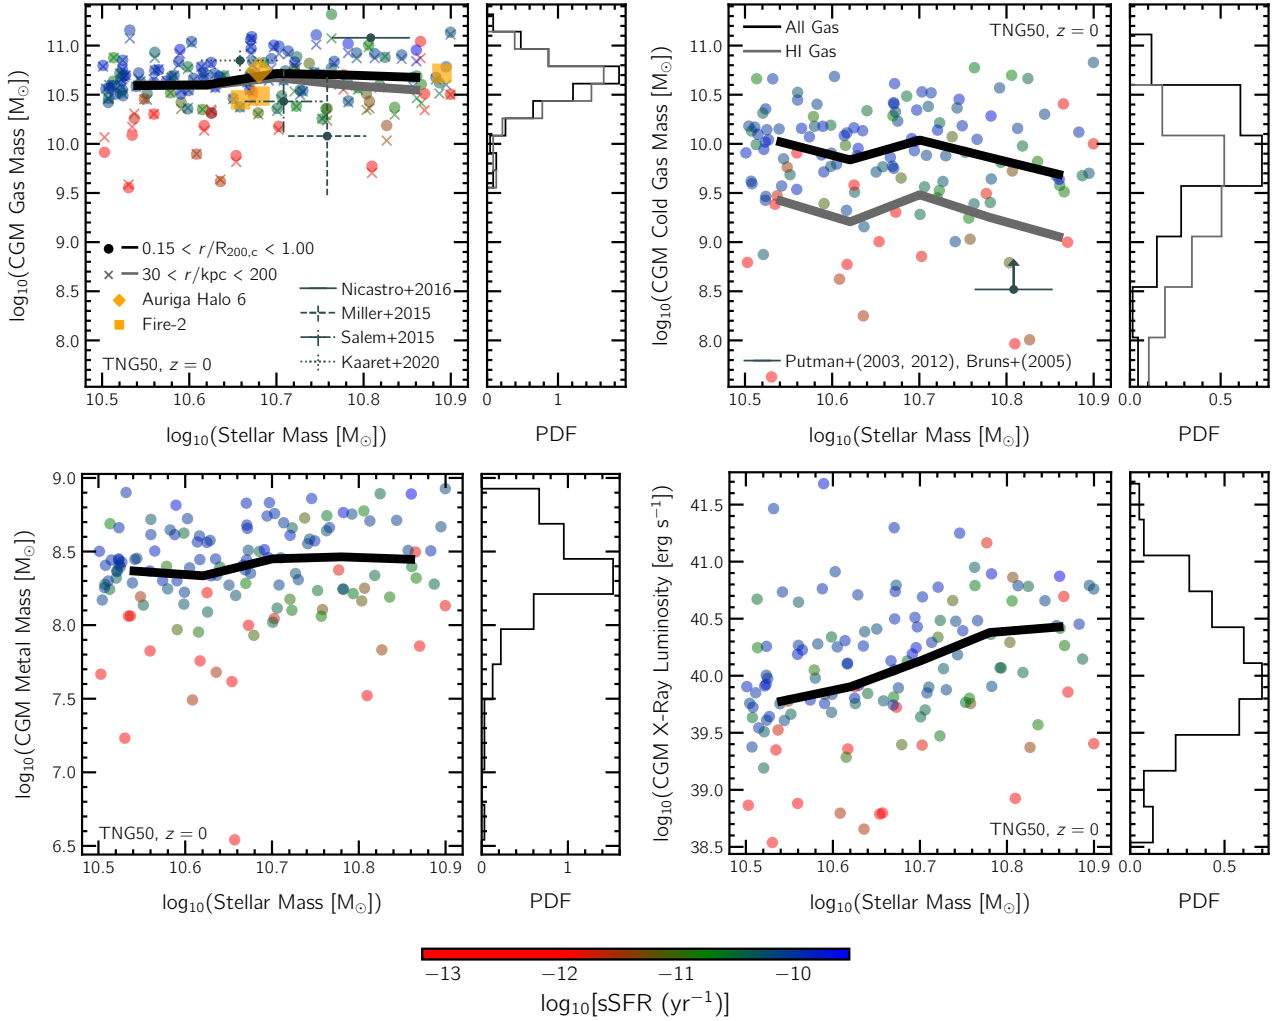 log₁₀(CGM Gas Mass [M⊙])
11.0
10.5
10.0
9.5
9.0
8.5
8.0
0.15 < r/R₂₀₀,c < 1.00
30 < r/kpc < 200
Auriga Halo 6
Fire-2
Nicastro+2016
Miller+2015
Salem+2015
Kaaret+2020
TNG50, z = 0
10.5 10.6 10.7 10.8 10.9
log₁₀(Stellar Mass [M⊙])
0 1
PDF
log₁₀(CGM Cold Gas Mass [M⊙])
11.0
10.5
10.0
9.5
9.0
8.5
8.0
All Gas
HI Gas
TNG50, z = 0
Putman+(2003, 2012), Bruns+(2005)
10.5 10.6 10.7 10.8 10.9
log₁₀(Stellar Mass [M⊙])
0.0 0.5
PDF
log₁₀(CGM Metal Mass [M⊙])
9.0
8.5
8.0
7.5
7.0
6.5
TNG50, z = 0
10.5 10.6 10.7 10.8 10.9
log₁₀(Stellar Mass [M⊙])
0 1
PDF
log₁₀(CGM X-Ray Luminosity [erg s⁻¹])
41.5
41.0
40.5
40.0
39.5
39.0
38.5
TNG50, z = 0
10.5 10.6 10.7 10.8 10.9
log₁₀(Stellar Mass [M⊙])
0.0 0.5
PDF
−13 −12 −11 −10
log₁₀[sSFR (yr⁻¹)]